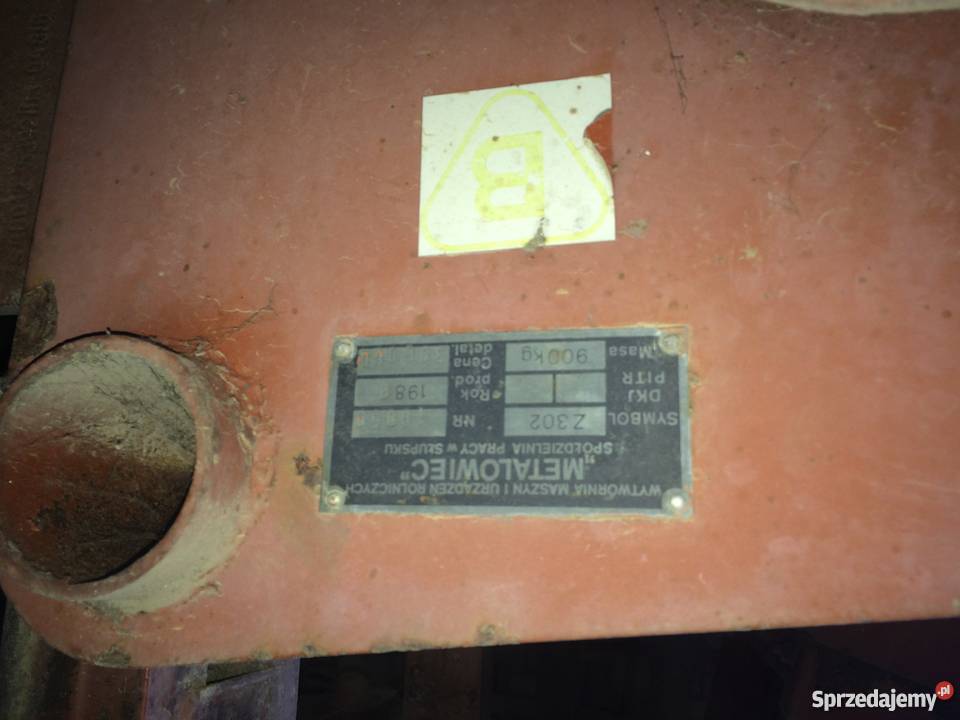 B
WYTWÓRNIA MASZYN I URZĄDZEŃ ROLNICZYCH
„METALOWIEC”
SPÓŁDZIELNIA PRACY W SŁUPSKU
SYMBOL Z302 NR
DKJ PITR Rok prod.
Masa 900kg Cena detal.
Sprzedajemy.pl